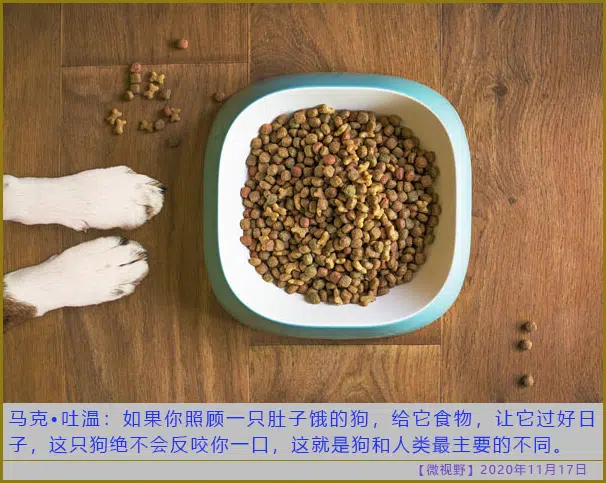 马克•吐温：如果你照顾一只肚子饿的狗，给它食物，让它过好日
子，这只狗绝不会反咬你一口，这就是狗和人类最主要的不同。
【微视野】2020年11月17日